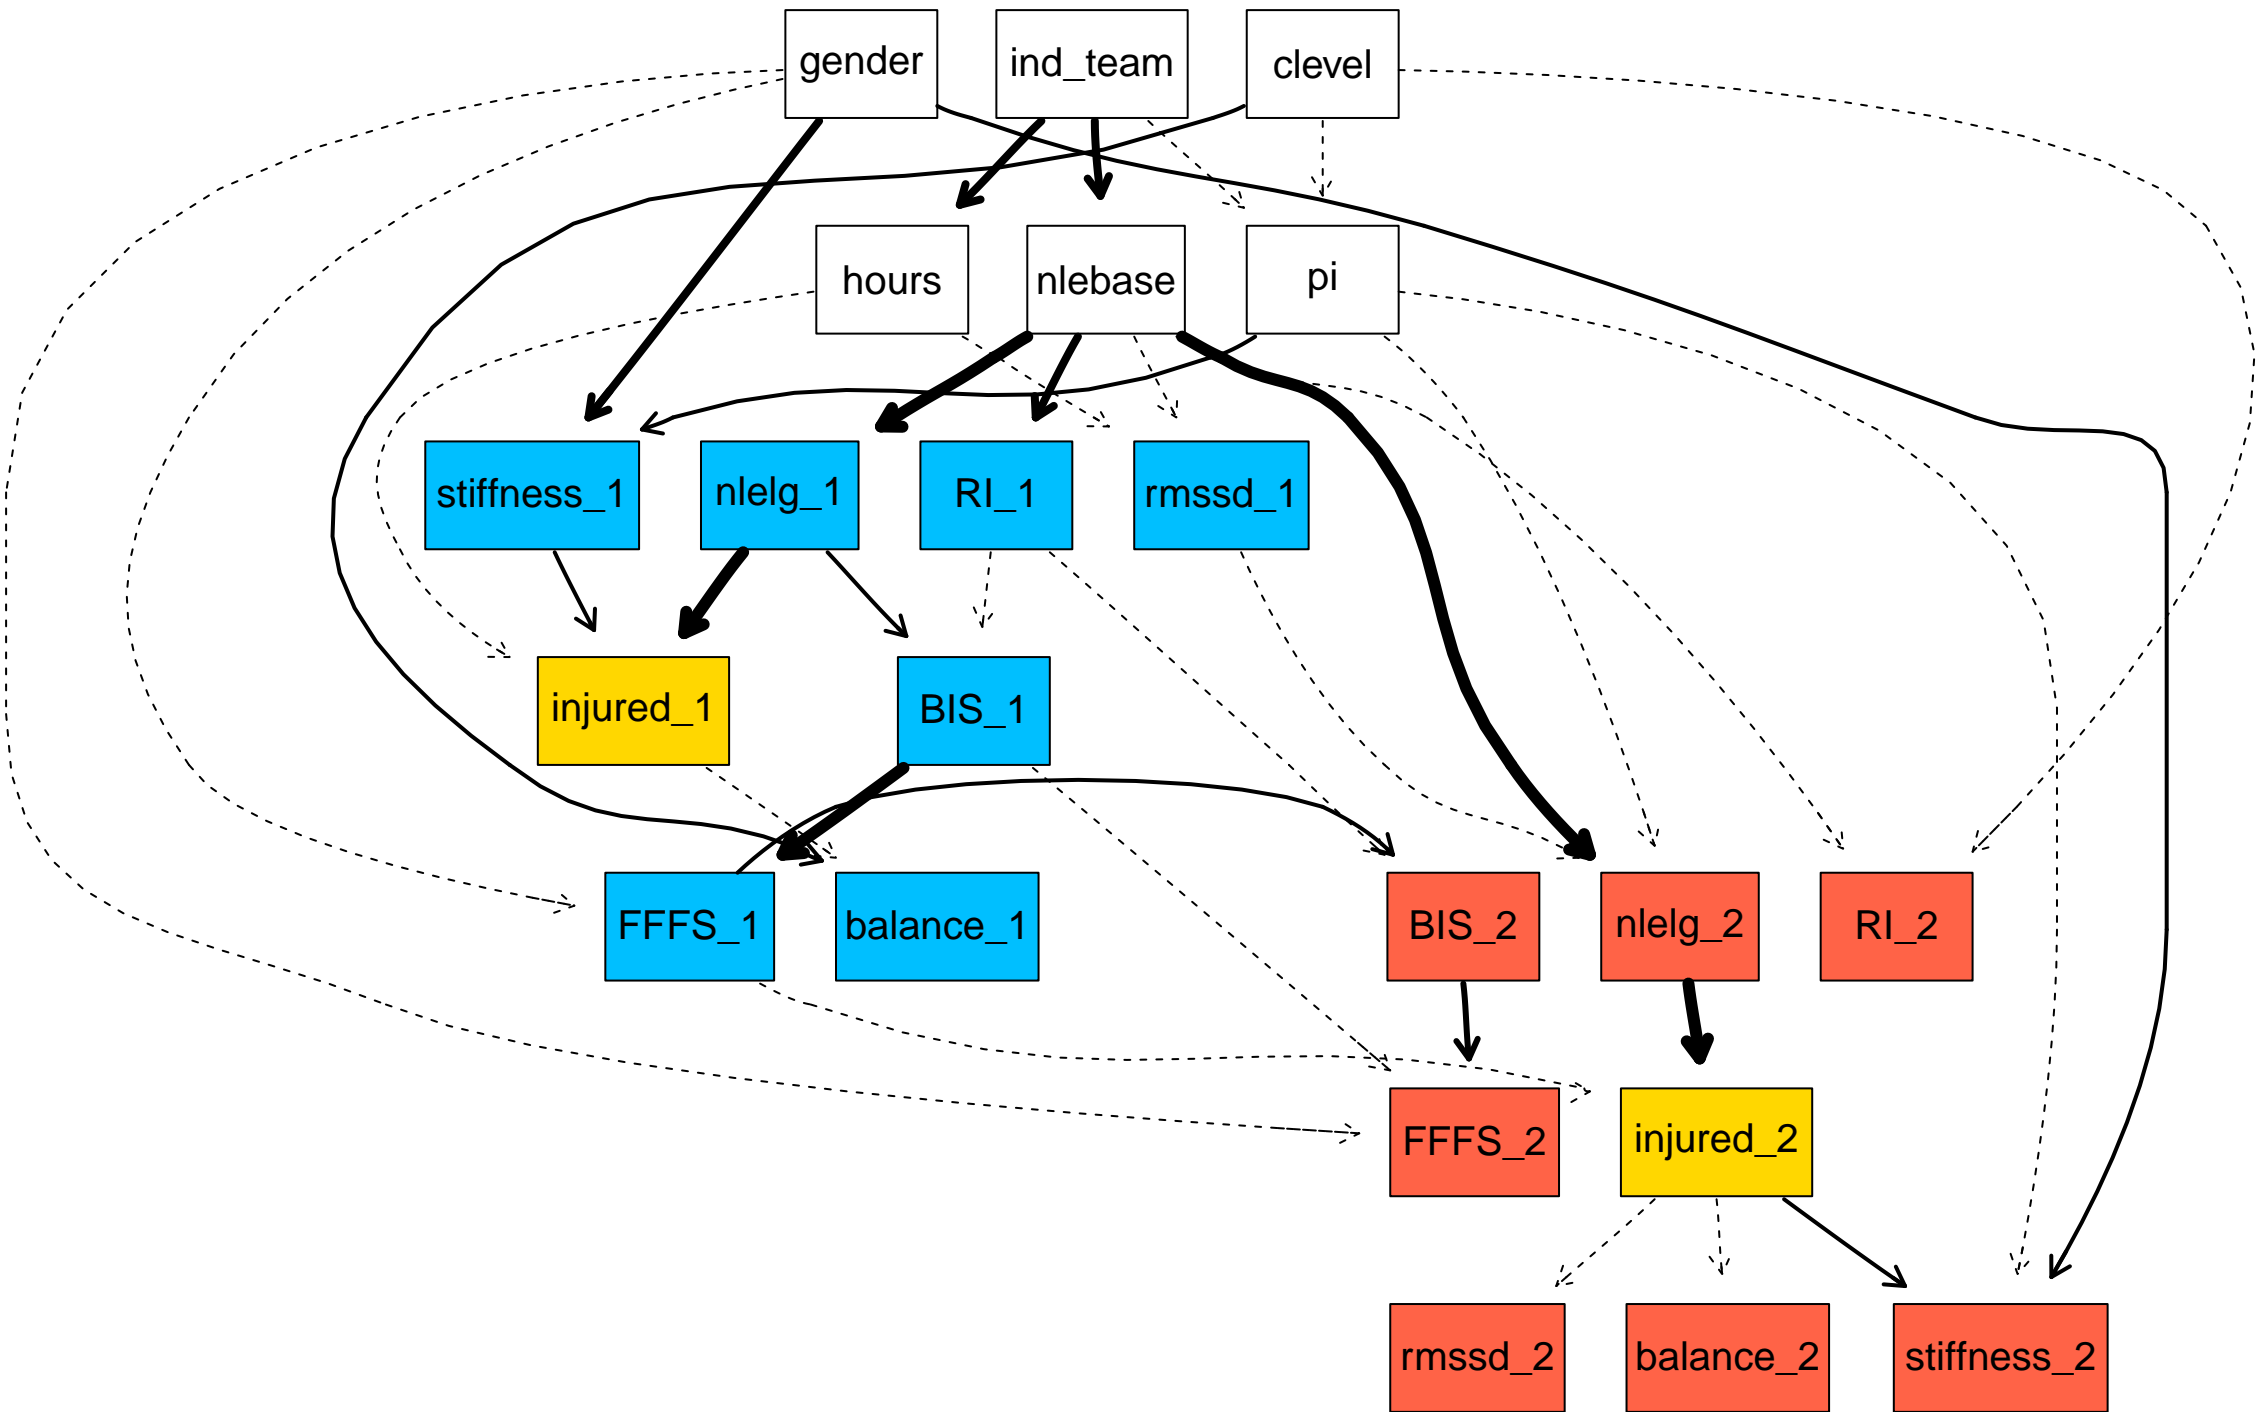 gender
ind_team
clevel
hours
nlebase
pi
stiffness_1
nlelg_1
RI_1
rmssd_1
injured_1
BIS_1
FFFS_1
balance_1
BIS_2
nlelg_2
RI_2
FFFS_2
injured_2
rmssd_2
balance_2
stiffness_2